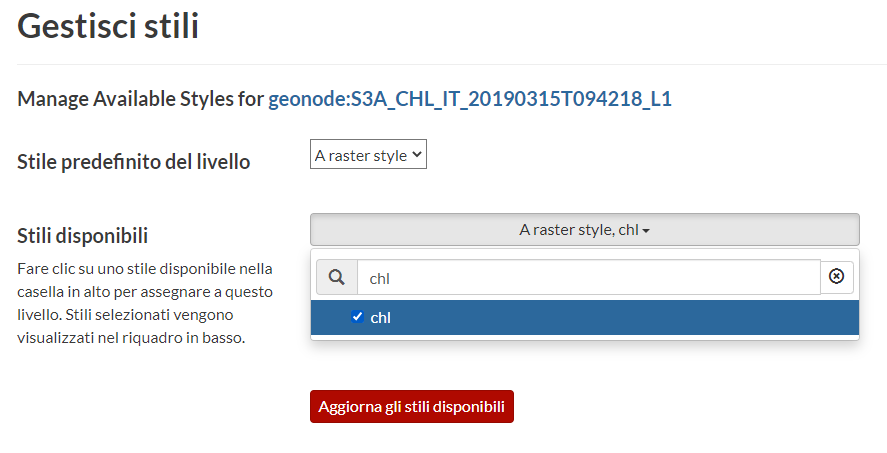 Gestisci stili
Manage Available Styles for geonode:S3A_CHL_IT_20190315T094218_L1
Stile predefinito del livello
A raster style
Stili disponibili
A raster style, chl
Fare clic su uno stile disponibile nella
casella in alto per assegnare a questo
livello. Stili selezionati vengono
visualizzati nel riquadro in basso.
chl
chl
Aggiorna gli stili disponibili